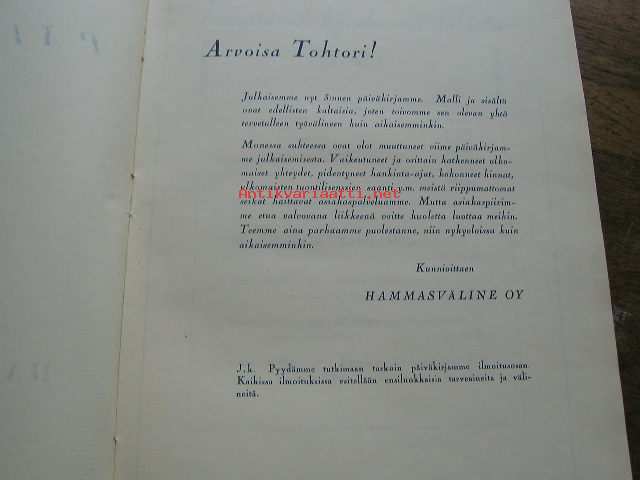 Arvoisa Tohtori!
Julkaisemme nyt 5:nnen päiväkirjamme. Malli ja sisältö
ovat edellisten kaltaisia, joten toivomme sen olevan yhtä
tervetulleen työvälineen kuin aikaisemminkin.
Monessa suhteessa ovat olot muuttuneet viime päiväkirjam-
me julkaisemisesta. Vaikeutuneet ja osittain katkenneet ulko-
maiset yhteydet, pidentyneet hankinta-ajat, kohonneet hinnat,
ulkomaisten tuontilisenssien saanti y.m. meistä riippumattomat
Antikvariaatti.net
seikat haittaavat asiakaspalveluamme. Mutta asiakaspiirim-
me etua valvovana liikkeenä voitte huoletta luottaa meihin.
Teemme aina parhaamme puolestanne, niin nykyoloissa kuin
aikaisemminkin.
Kunnioittaen
HAMMASVÄLINE OY
J.k. Pyydämme tutkimaan tarkoin päiväkirjamme ilmoitusosan.
Kaikissa ilmoituksissa esitellään ensiluokkaisia tarveaineita ja väli-
neitä.